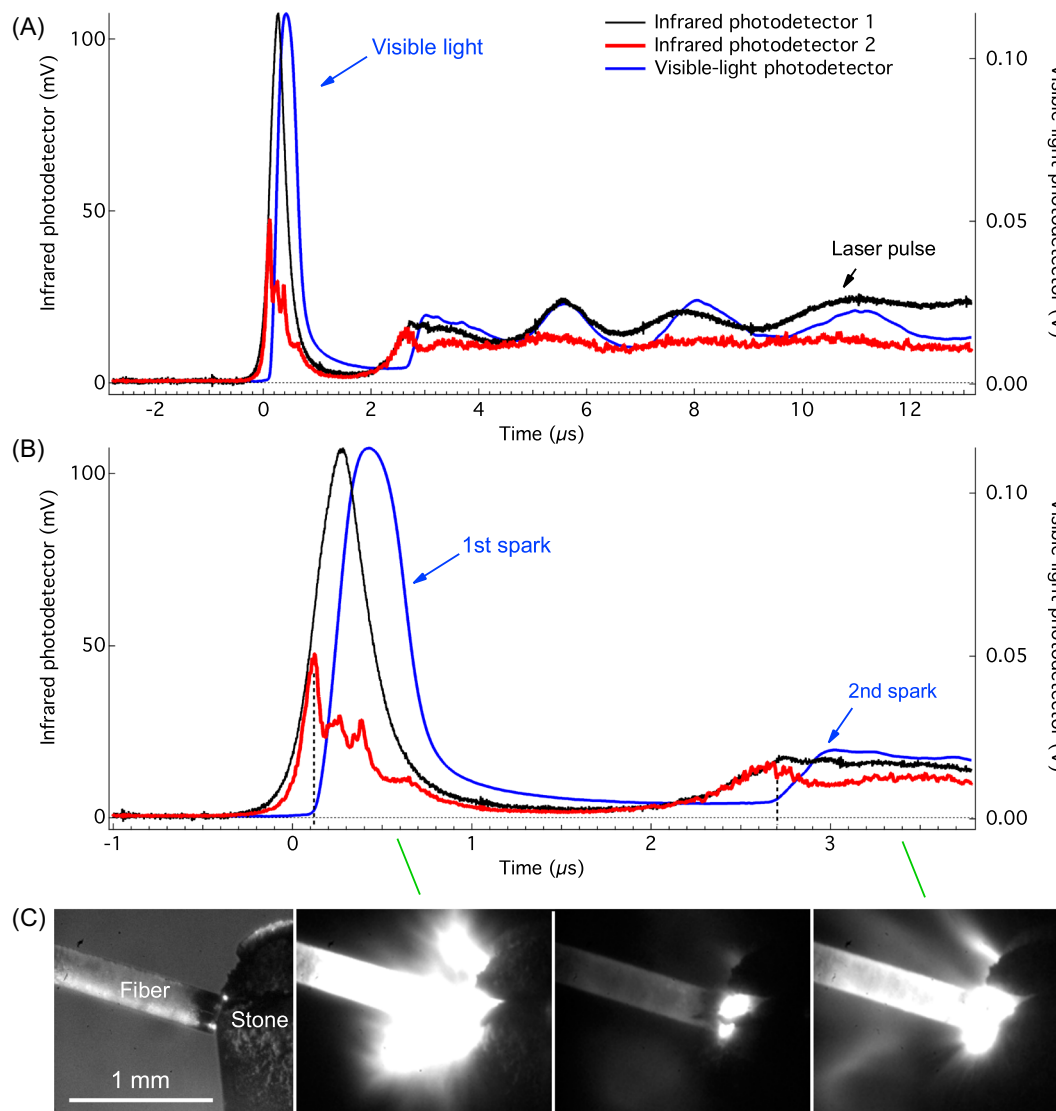 (A)
100
50
0
Infrared photodetector (mV)
Visible light
Infrared photodetector 1
Infrared photodetector 2
Visible-light photodetector
Laser pulse
0.10
0.05
0.00
-2 0 2 4 6 8 10 12
Time (µs)
(B)
100
50
0
Infrared photodetector (mV)
1st spark
2nd spark
0.10
0.05
0.00
-1 0 1 2 3
Time (µs)
(C)
Fiber
Stone
1 mm